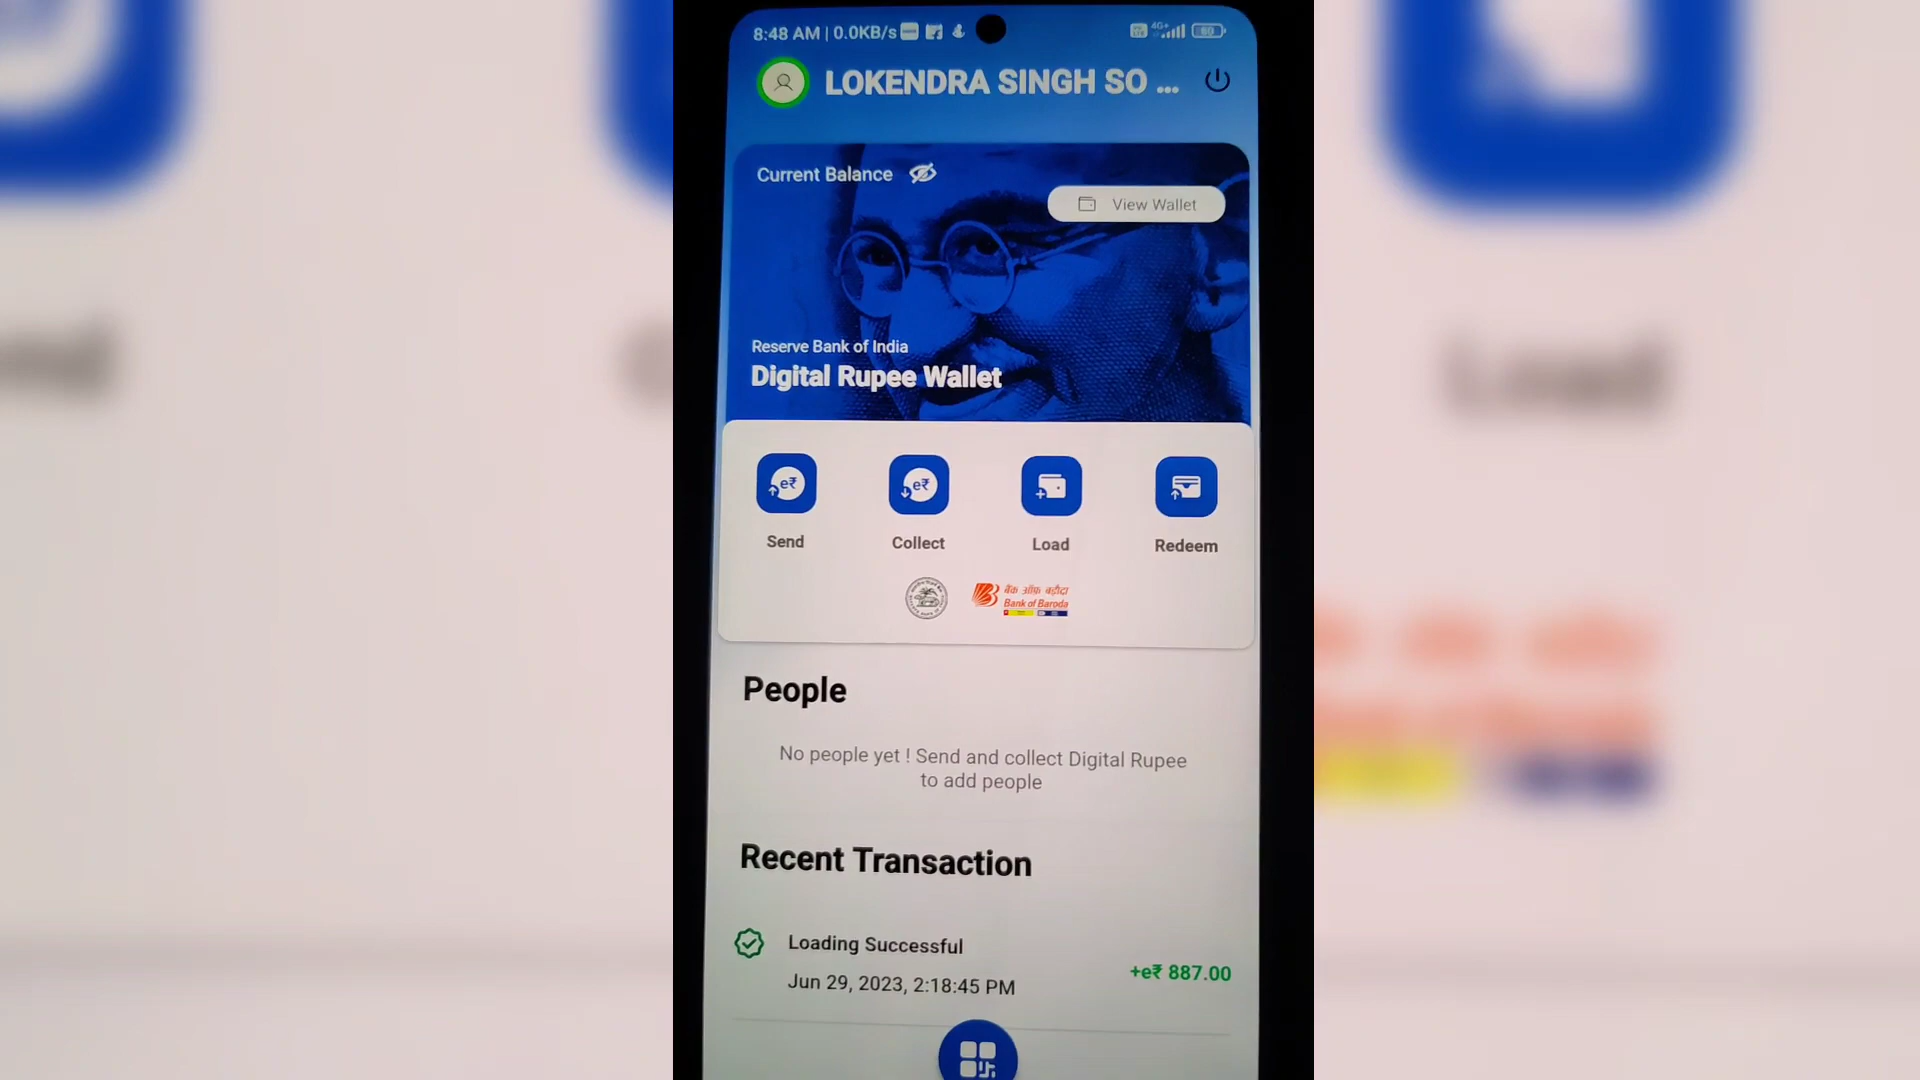 8:48 AM | 0.0KB/s
4G+
LOKENDRA SINGH SO ...
Current Balance
View Wallet
Reserve Bank of India
Digital Rupee Wallet
e₹
e₹
Send
Collect
Load
Redeem
बैंक ऑफ़ बड़ौदा
Bank of Baroda
People
No people yet ! Send and collect Digital Rupee
to add people
Recent Transaction
Loading Successful
+e₹ 887.00
Jun 29, 2023, 2:18:45 PM
Load